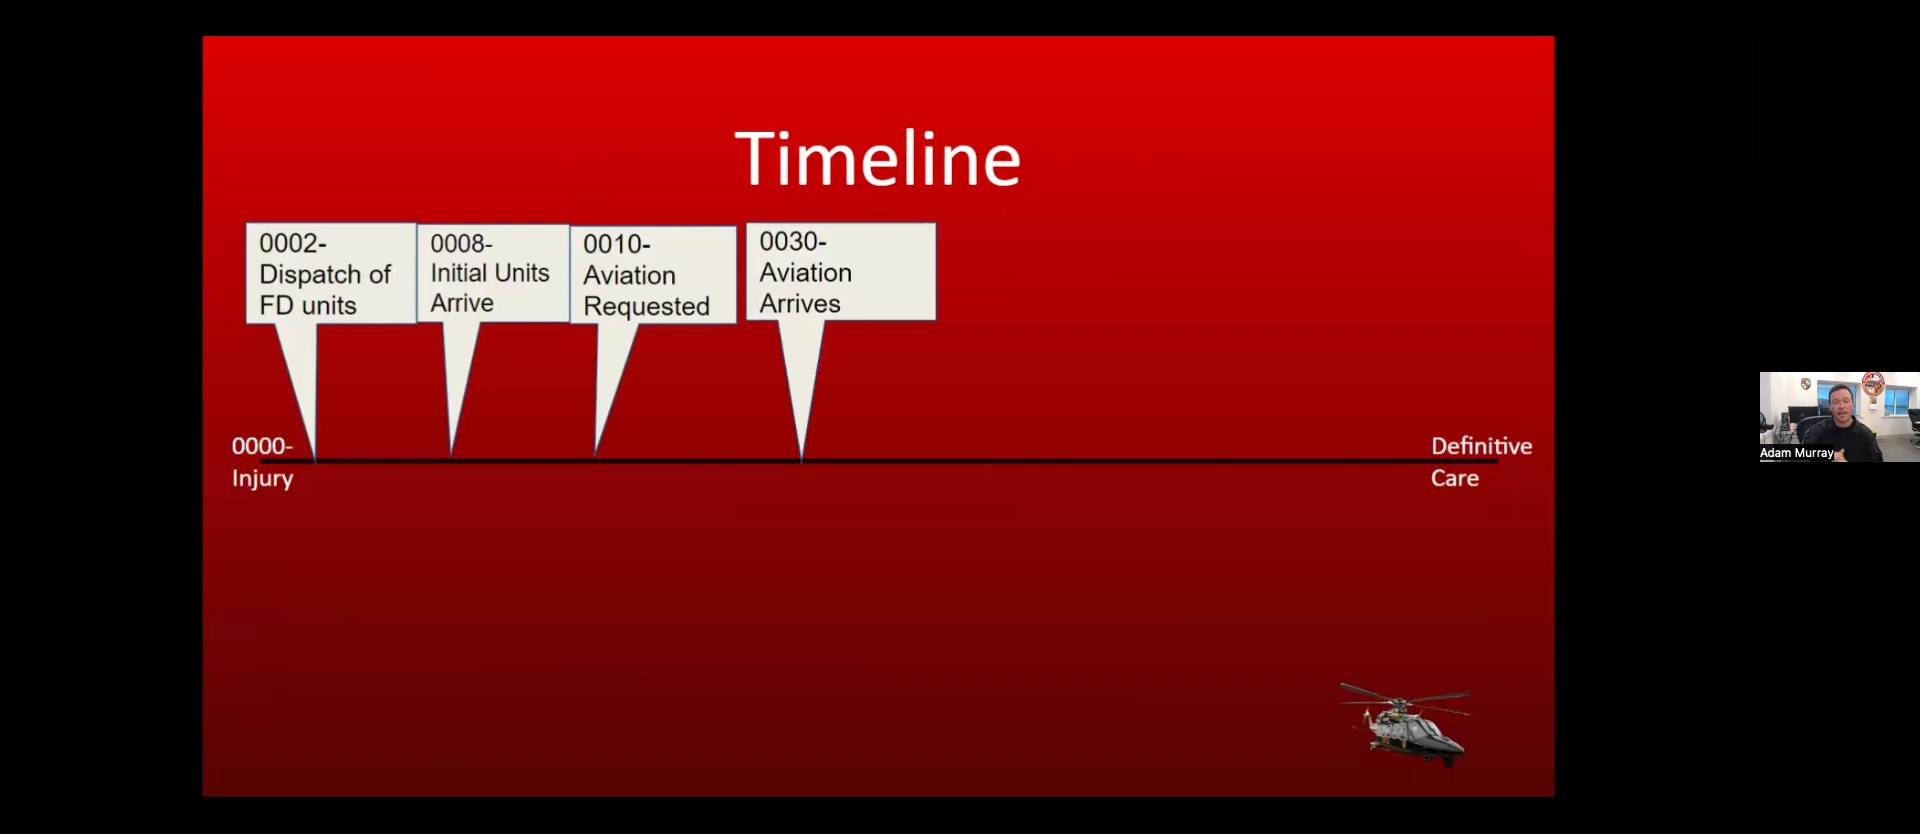 Timeline
0002-
Dispatch of
FD units
0008-
Initial Units
Arrive
0010-
Aviation
Requested
0030-
Aviation
Arrives
0000-
Injury
Definitive
Care
Adam Murray